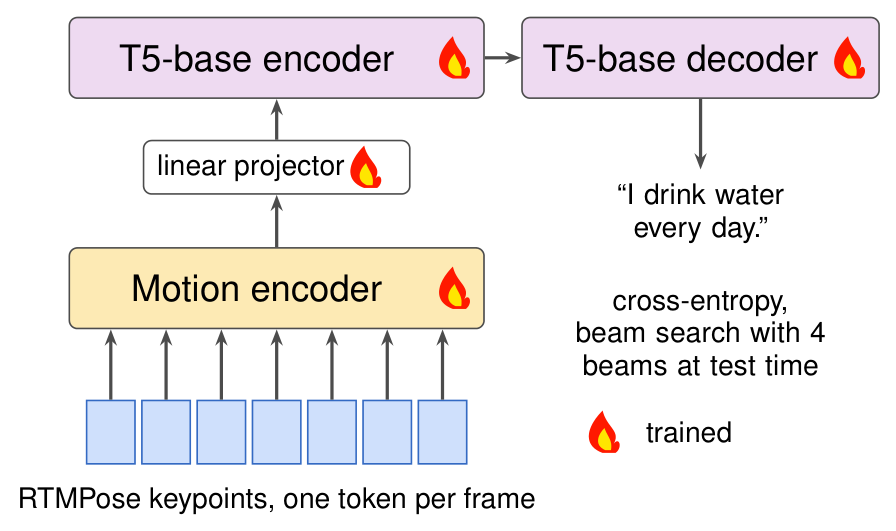 T5-base encoder
T5-base decoder
linear projector
“I drink water
every day.”
Motion encoder
cross-entropy,
beam search with 4
beams at test time
trained
RTMPose keypoints, one token per frame